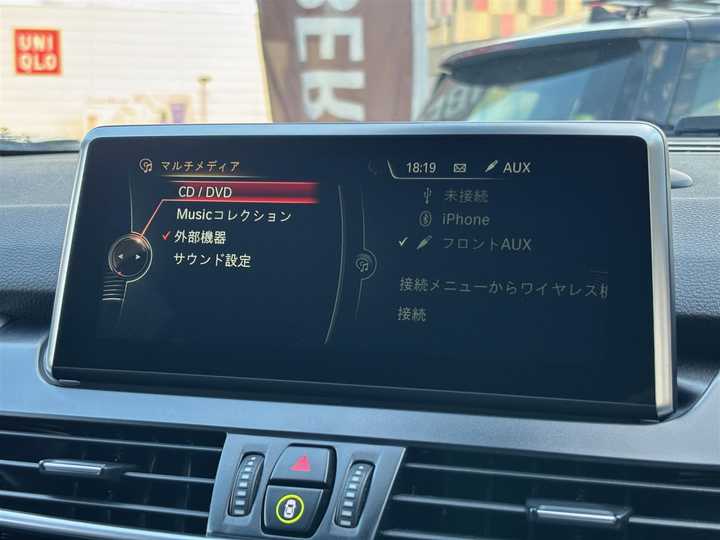 UNI
QLO
BER
マルチメディア
18:19
AUX
CD / DVD
Musicコレクション
外部機器
サウンド設定
未接続
iPhone
フロントAUX
接続メニューからワイヤレス
接続